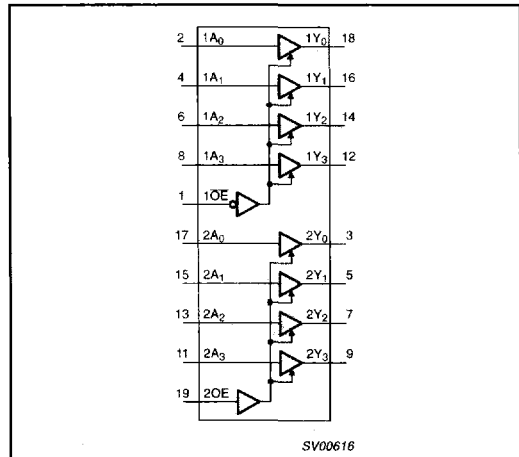 2 1A0 1Y0 18
4 1A1 1Y1 16
6 1A2 1Y2 14
8 1A3 1Y3 12
1 1O̅E̅
17 2A0 2Y0 3
15 2A1 2Y1 5
13 2A2 2Y2 7
11 2A3 2Y3 9
19 2OE
SV00616